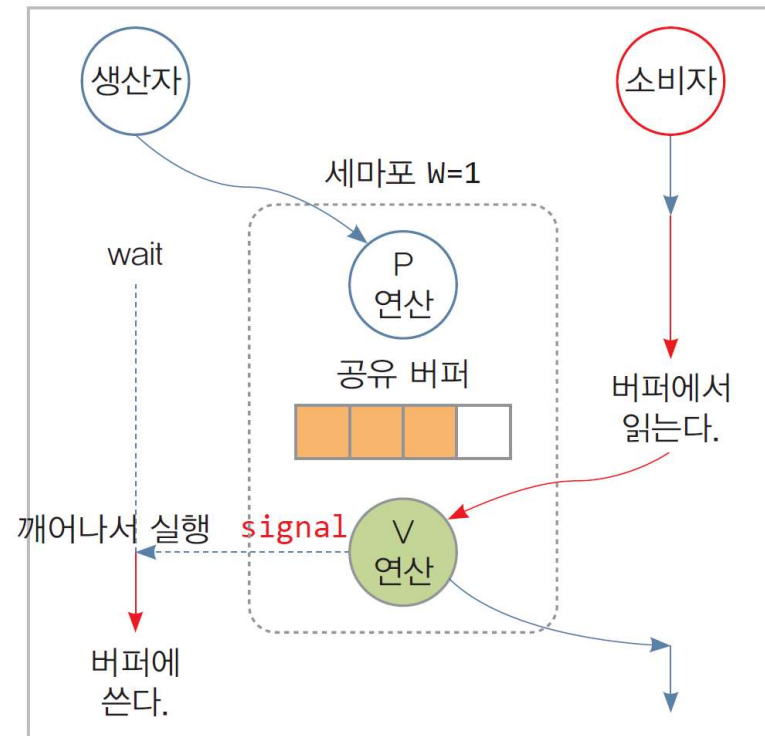 생산자
소비자
세마포 W=1
wait
P
연산
공유 버퍼
버퍼에서
읽는다.
깨어나서 실행
signal
V
연산
버퍼에
쓴다.